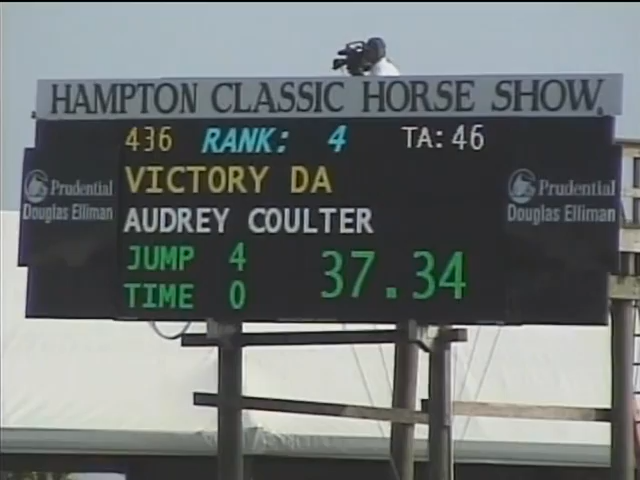 HAMPTON CLASSIC HORSE SHOW
436 RANK: 4 TA: 46
Prudential
Douglas Elliman
VICTORY DA
Prudential
Douglas Elliman
AUDREY COULTER
JUMP 4 37.34
TIME 0